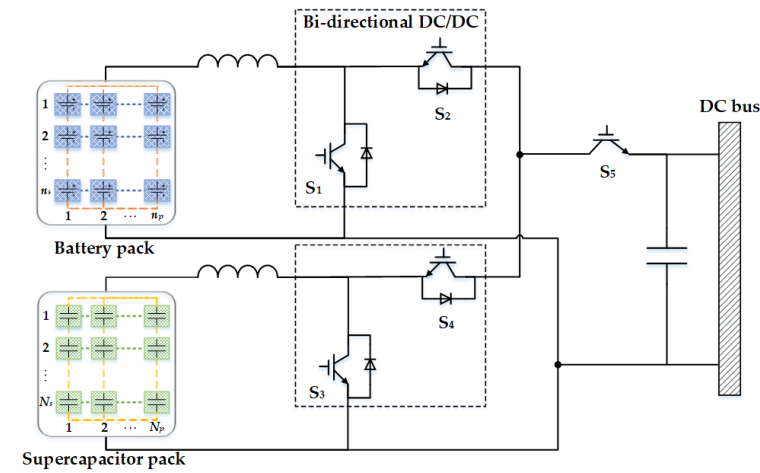 Bi-directional DC/DC
S2
S1
DC bus
S5
1
2
⋮
ns
1 2 ⋯ np
Battery pack
S4
S3
1
2
⋮
Ns
1 2 ⋯ Np
Supercapacitor pack